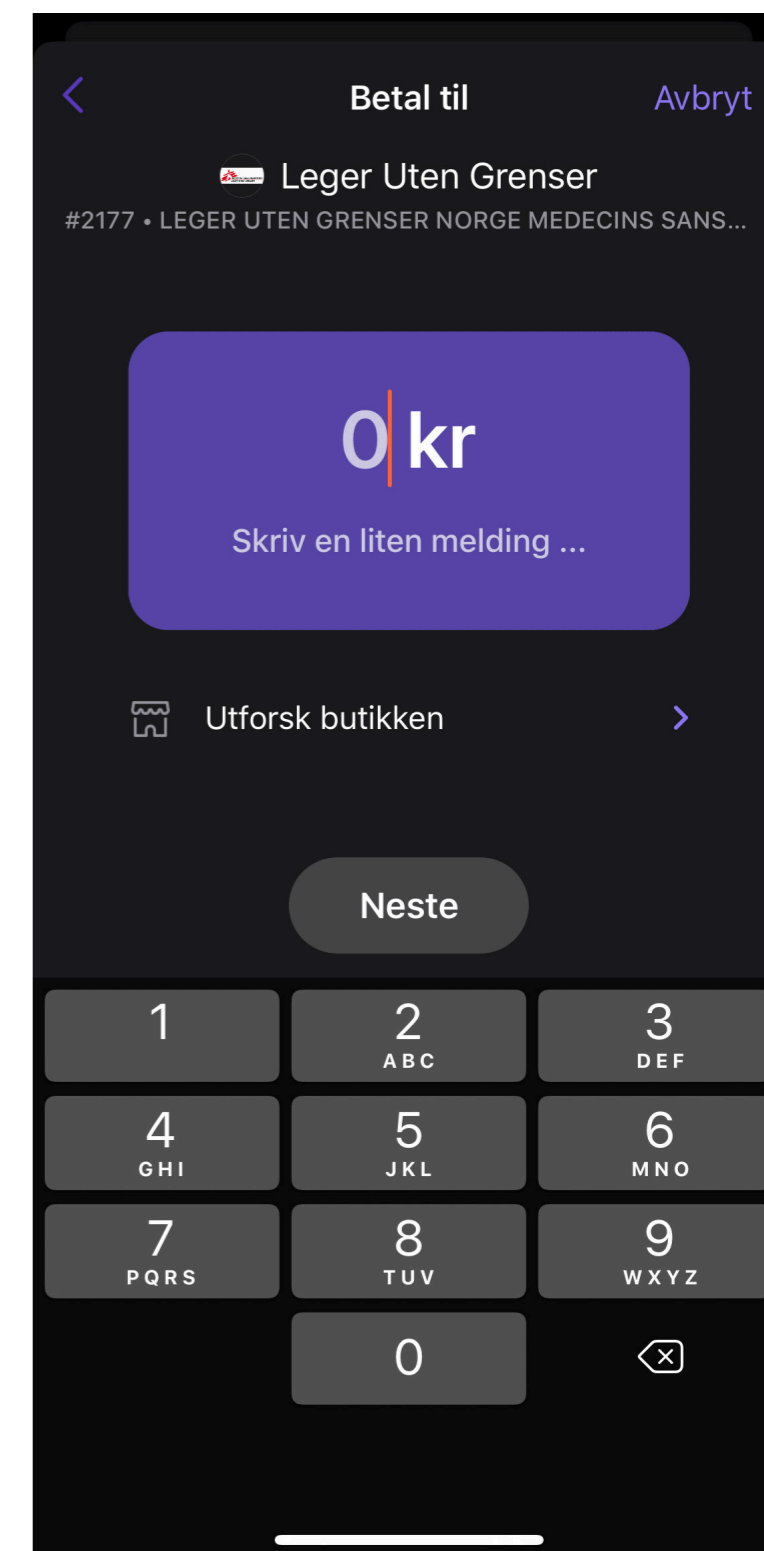 Betal til
Avbryt
Leger Uten Grenser
#2177 • LEGER UTEN GRENSER NORGE MEDECINS SANS...
0 kr
Skriv en liten melding ...
Utforsk butikken
Neste
1
2
ABC
3
DEF
4
GHI
5
JKL
6
MNO
7
PQRS
8
TUV
9
WXYZ
0